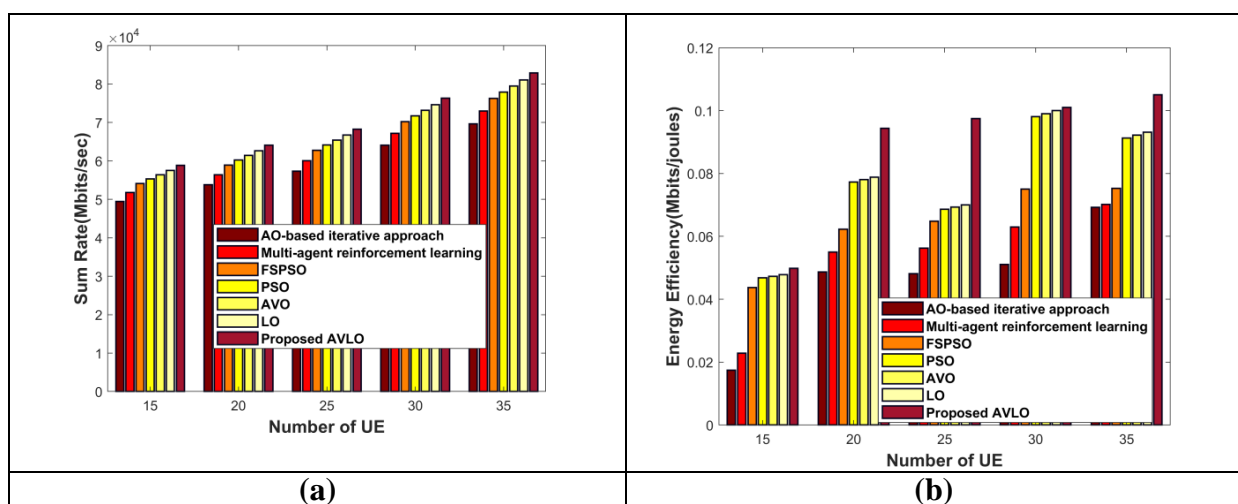 ×10⁴
9
8
7
6
5
4
3
2
1
0
Sum Rate(Mbits/sec)
AO-based iterative approach
Multi-agent reinforcement learning
FSPSO
PSO
AVO
LO
Proposed AVLO
15 20 25 30 35
Number of UE
(a)
0.12
0.1
0.08
0.06
0.04
0.02
0
Energy Efficiency(Mbits/joules)
AO-based iterative approach
Multi-agent reinforcement learning
FSPSO
PSO
AVO
LO
Proposed AVLO
15 20 25 30 35
Number of UE
(b)